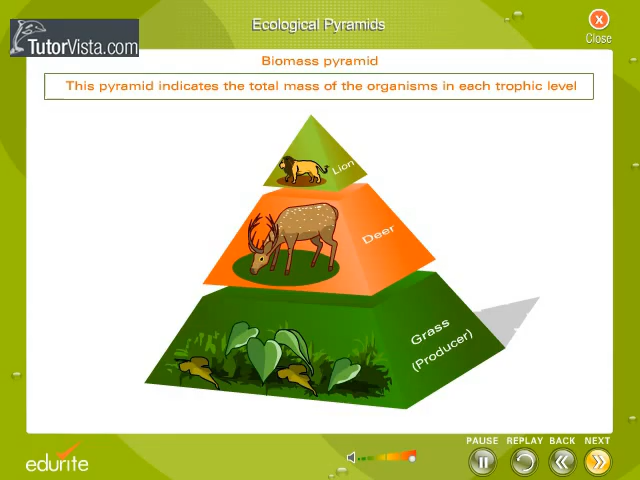 Ecological Pyramids
X
Close
TutorVista.com
Biomass pyramid
This pyramid indicates the total mass of the organisms in each trophic level
Lion
Deer
Grass
(Producer)
PAUSE REPLAY BACK NEXT
edurite